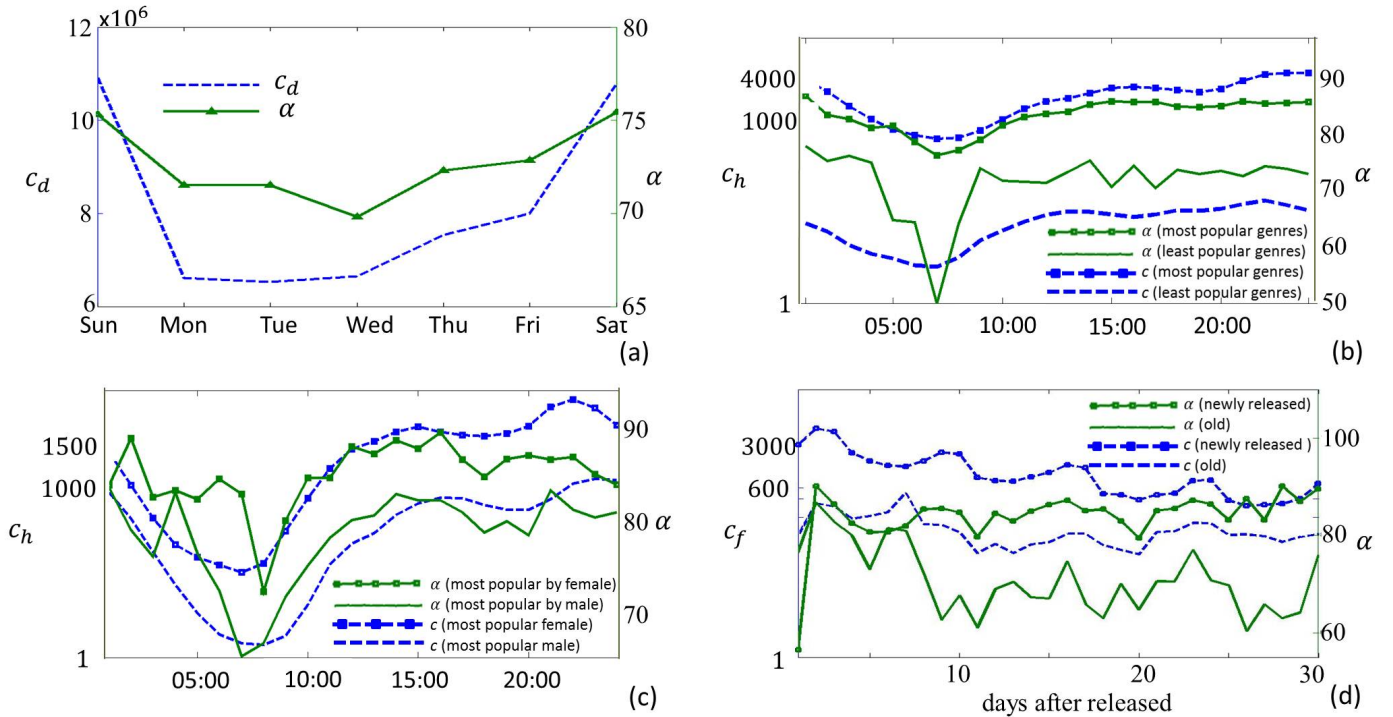 12 x10⁶ 80
c_d
α
10 75
c_d α
8 70
6 65
Sun Mon Tue Wed Thu Fri Sat
(a)
4000 90
1000 80
c_h 70 α
α (most popular genres)
60
α (least popular genres)
c (most popular genres)
c (least popular genres)
1 50
05:00 10:00 15:00 20:00
(b)
1500 90
1000
c_h 80 α
α (most popular by female)
α (most popular by male)
70
c (most popular female)
c (most popular male)
1
05:00 10:00 15:00 20:00
(c)
α (newly released)
α (old)
3000 100
c (newly released )
c (old)
600
c_f 80 α
60
1
10 20 30
days after released
(d)